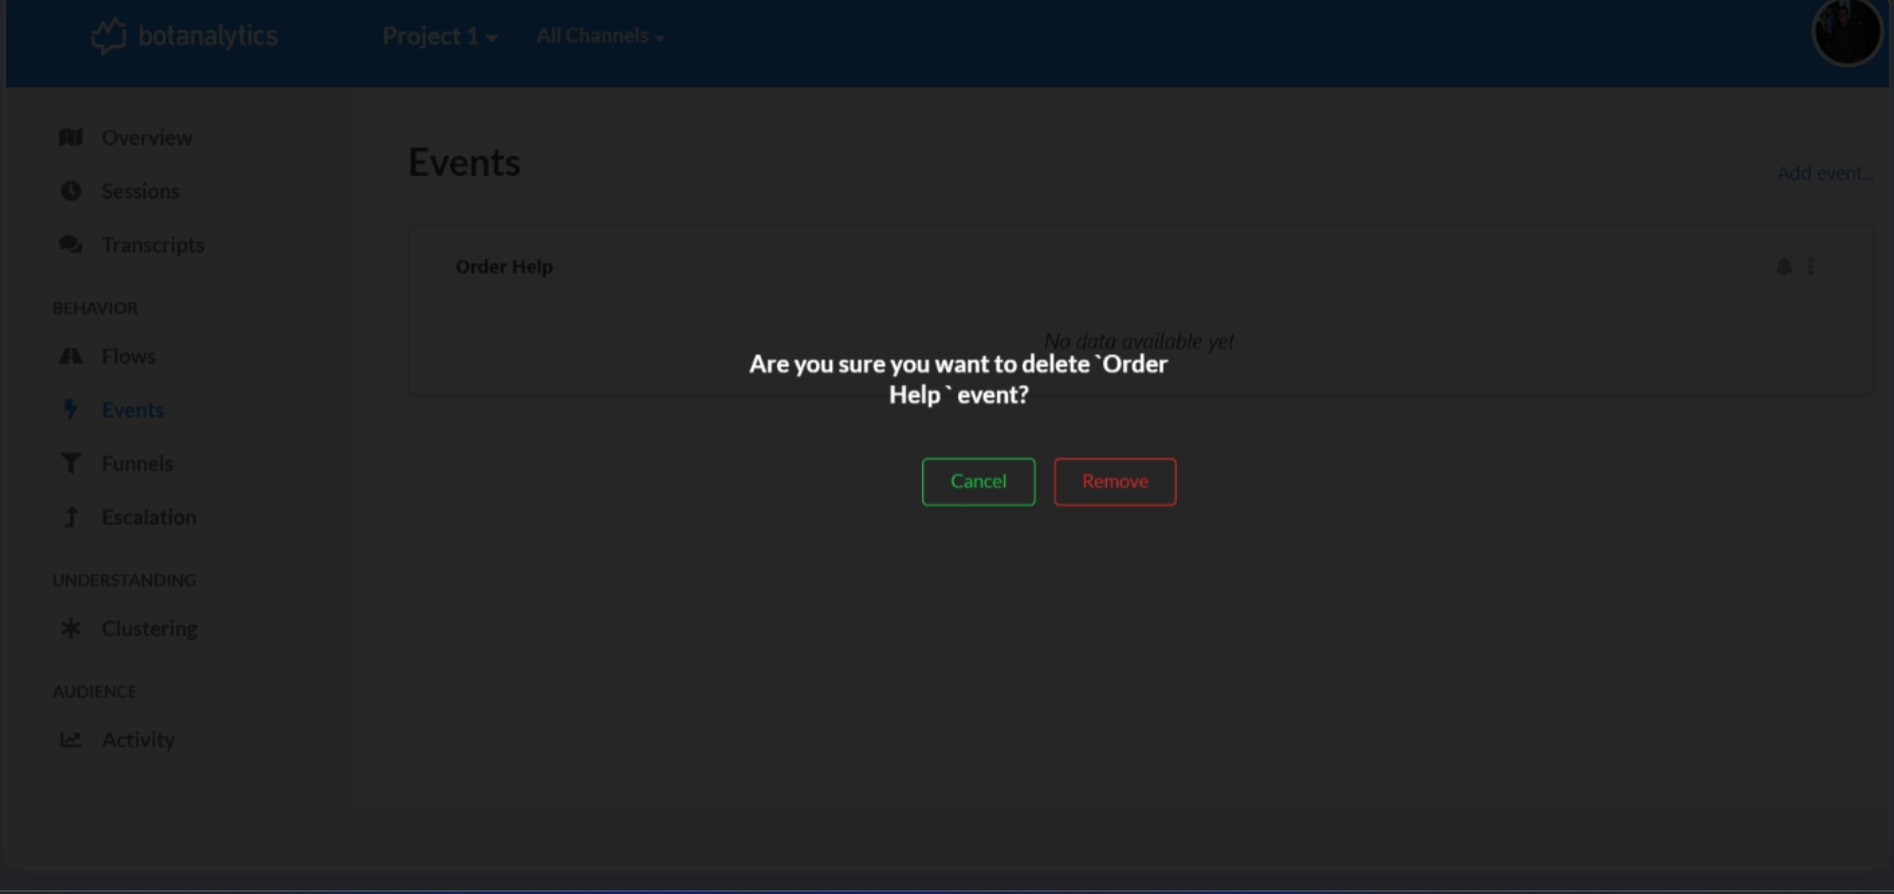 botanalytics
Project 1
All Channels
Overview
Sessions
Transcripts
BEHAVIOR
Flows
Events
Funnels
Escalation
UNDERSTANDING
Clustering
AUDIENCE
Activity
Events
Add event...
Order Help
No data available yet
Are you sure you want to delete `Order
Help ` event?
Cancel
Remove